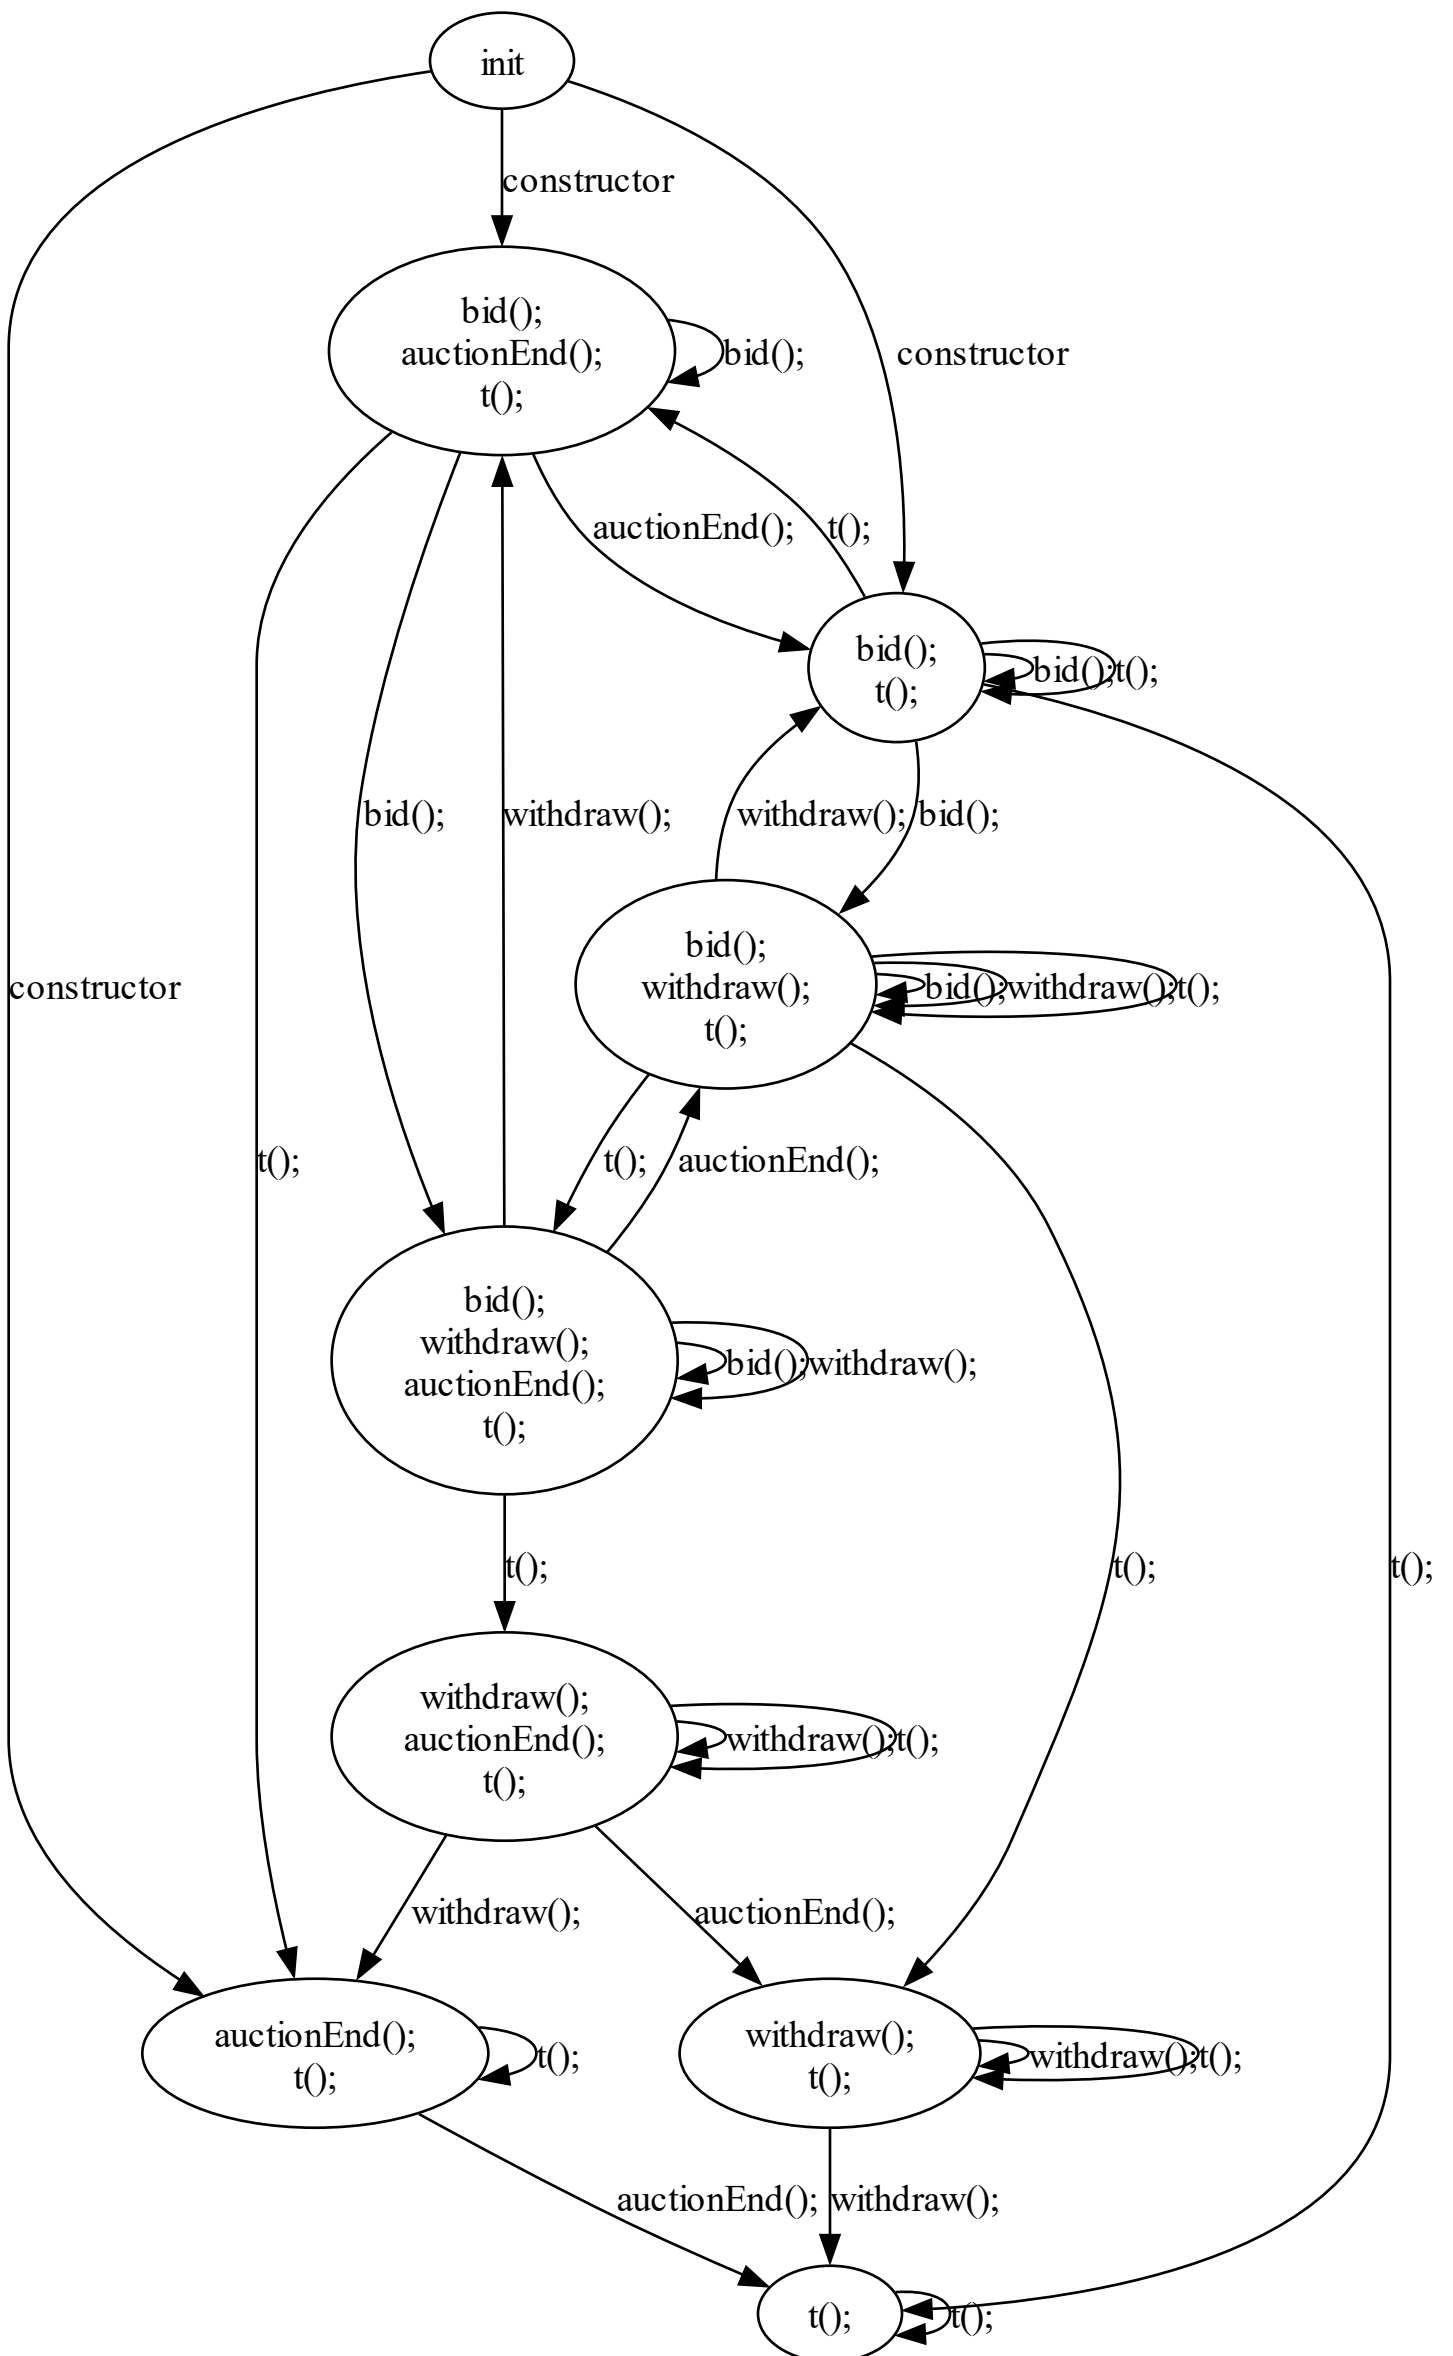 init
constructor
bid();
auctionEnd();
t();
bid();
constructor
auctionEnd();
t();
bid();
t();
bid();
t();
bid();
withdraw();
withdraw();
bid();
bid();
withdraw();
t();
bid();
withdraw();
t();
constructor
t();
t();
auctionEnd();
bid();
withdraw();
auctionEnd();
t();
bid();
withdraw();
t();
t();
t();
withdraw();
auctionEnd();
t();
withdraw();
t();
withdraw();
auctionEnd();
auctionEnd();
t();
t();
withdraw();
t();
withdraw();
t();
auctionEnd();
withdraw();
t();
t();